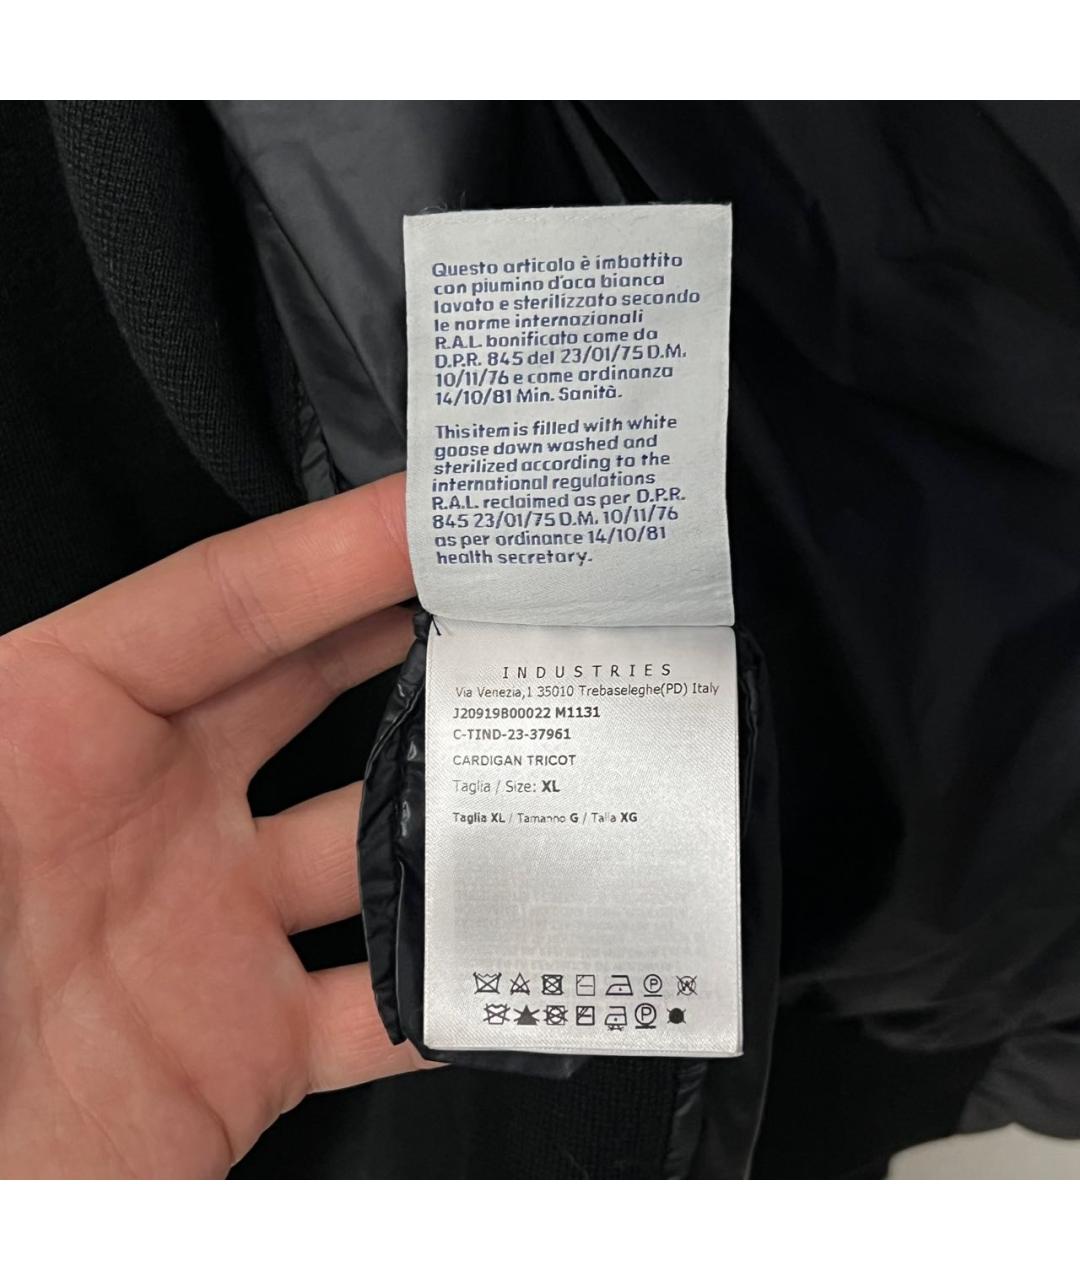 Questo articolo è imbottito
con piumino d'oca bianca
lavato e sterilizzato secondo
le norme internazionali
R.A.L. bonificato come da
D.P.R. 845 del 23/01/75 D.M.
10/11/76 e come ordinanza
14/10/81 Min. Sanità.
This item is filled with white
goose down washed and
sterilized according to the
international regulations
R.A.L. reclaimed as per D.P.R.
845 23/01/75 D.M. 10/11/76
as per ordinance 14/10/81
health secretary.
INDUSTRIES
Via Venezia,1 35010 Trebaseleghe(PD) Italy
J20919B00022 M1131
C-TIND-23-37961
CARDIGAN TRICOT
Taglia / Size: XL
Taglia XL / Tamanno G / Talla XG